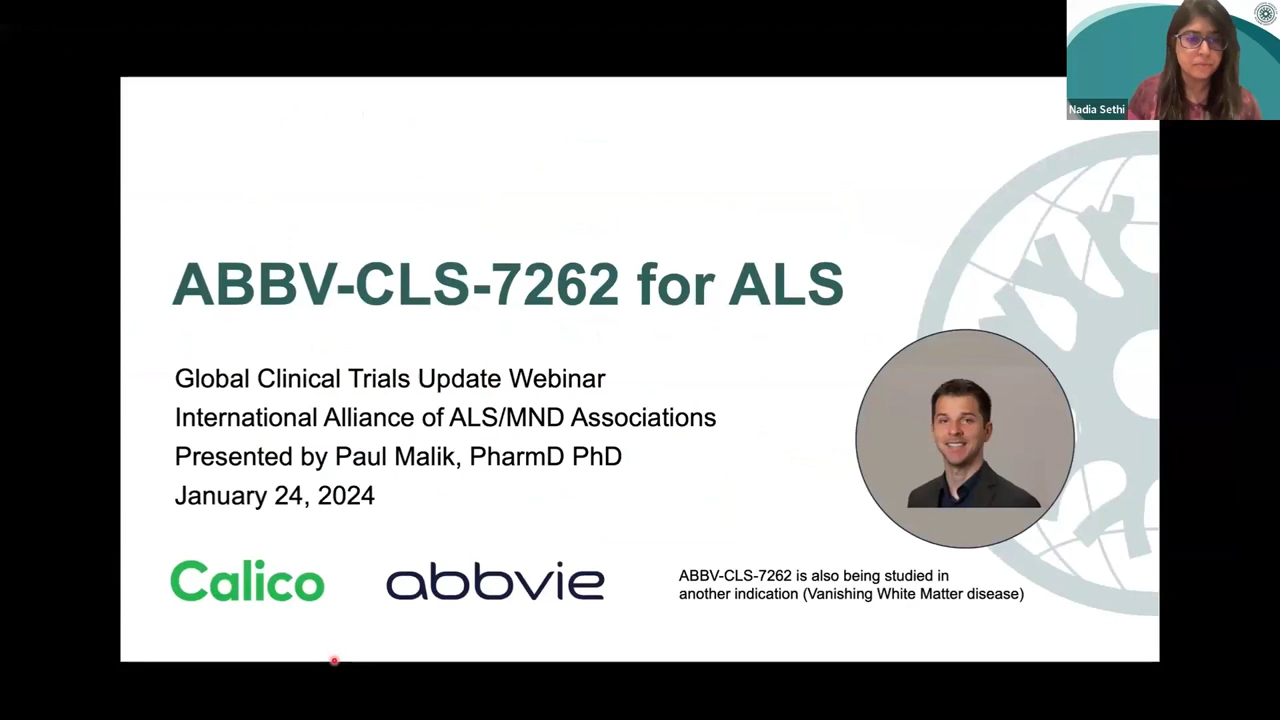 Nadia Sethi
ABBV-CLS-7262 for ALS
Global Clinical Trials Update Webinar
International Alliance of ALS/MND Associations
Presented by Paul Malik, PharmD PhD
January 24, 2024
Calico
abbvie
ABBV-CLS-7262 is also being studied in
another indication (Vanishing White Matter disease)